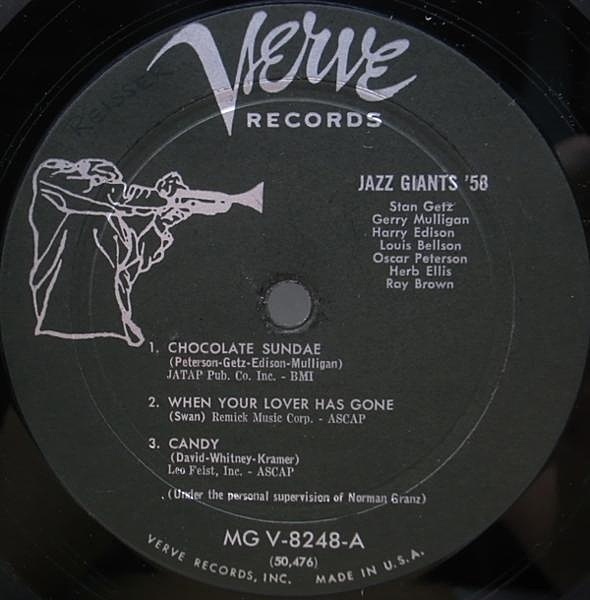 Verve
RECORDS
REISSER
JAZZ GIANTS '58
Stan Getz
Gerry Mulligan
Harry Edison
Louis Bellson
Oscar Peterson
Herb Ellis
Ray Brown
1. CHOCOLATE SUNDAE
(Peterson-Getz-Edison-Mulligan)
JATAP Pub. Co. Inc. - BMI
2. WHEN YOUR LOVER HAS GONE
(Swan) Remick Music Corp. - ASCAP
3. CANDY
(David-Whitney-Kramer)
Leo Feist, Inc. - ASCAP
(Under the personal supervision of Norman Granz)
MG V-8248-A
(50,476)
VERVE RECORDS, INC. MADE IN U.S.A.